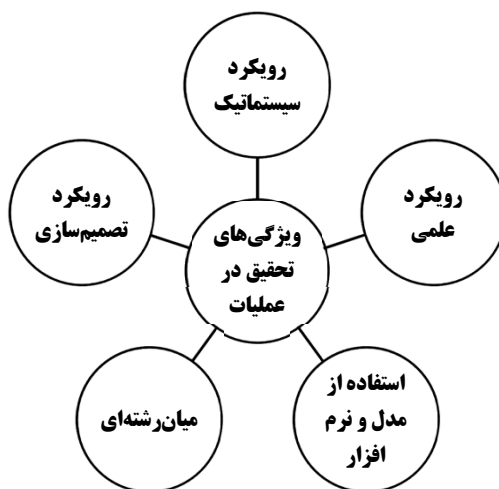 رویکرد
سیستماتیک
رویکرد
علمی
رویکرد
تصمیم‌سازی
ویژگی‌های
تحقیق در
عملیات
استفاده از
مدل و نرم
افزار
میان‌رشته‌ای